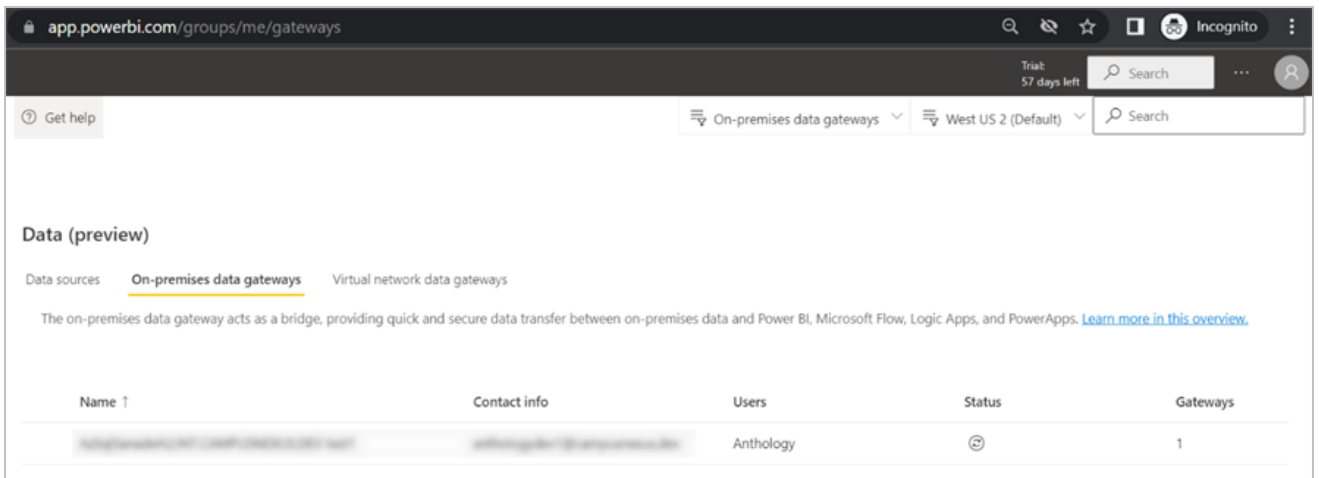 app.powerbi.com/groups/me/gateways Incognito
Trial:
57 days left Search
Get help On-premises data gateways West US 2 (Default) Search
Data (preview)
Data sources On-premises data gateways Virtual network data gateways
The on-premises data gateway acts as a bridge, providing quick and secure data transfer between on-premises data and Power BI, Microsoft Flow, Logic Apps, and PowerApps. Learn more in this overview.
Name ↑ Contact info Users Status Gateways
Anthology 1